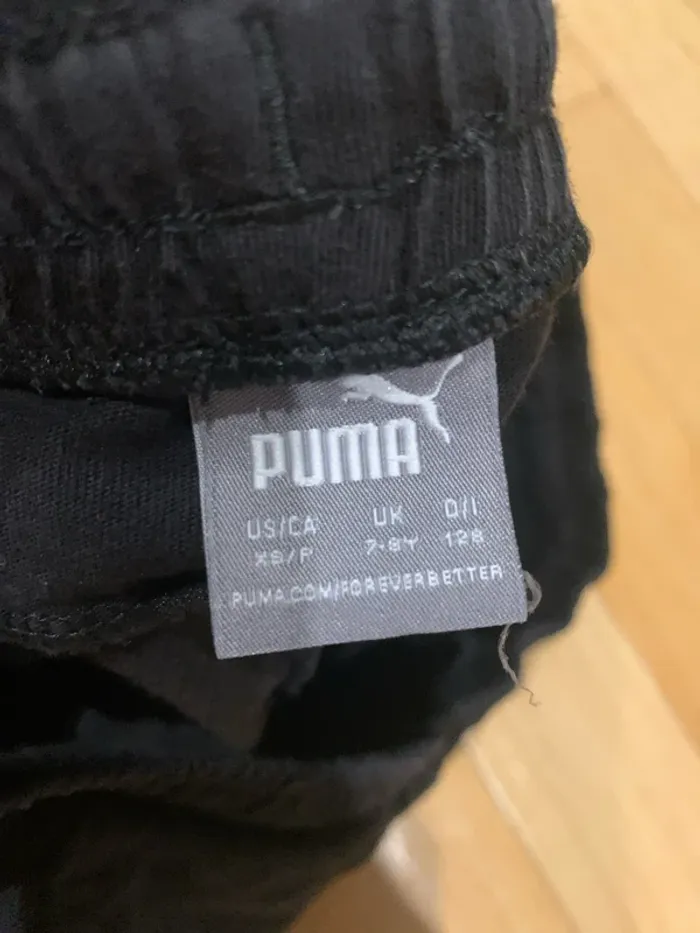 PUMA
US/CA UK D/I
XS/P 7-8Y 128
PUMA.COM/FOREVERBETTER